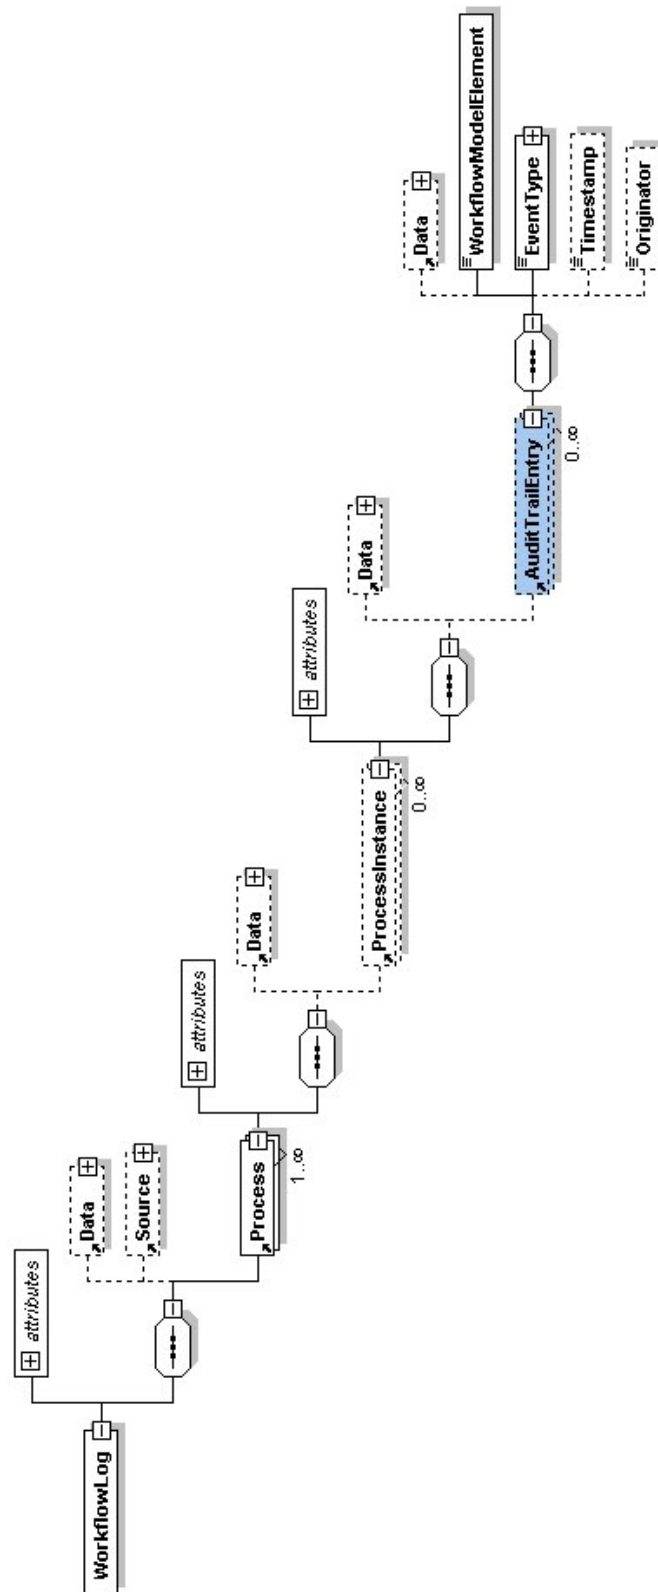 WorkflowLog
attributes
Data
Source
Process
1..∞
attributes
Data
ProcessInstance
0..∞
attributes
Data
AuditTrailEntry
0..∞
Data
WorkflowModelElement
EventType
Timestamp
Originator